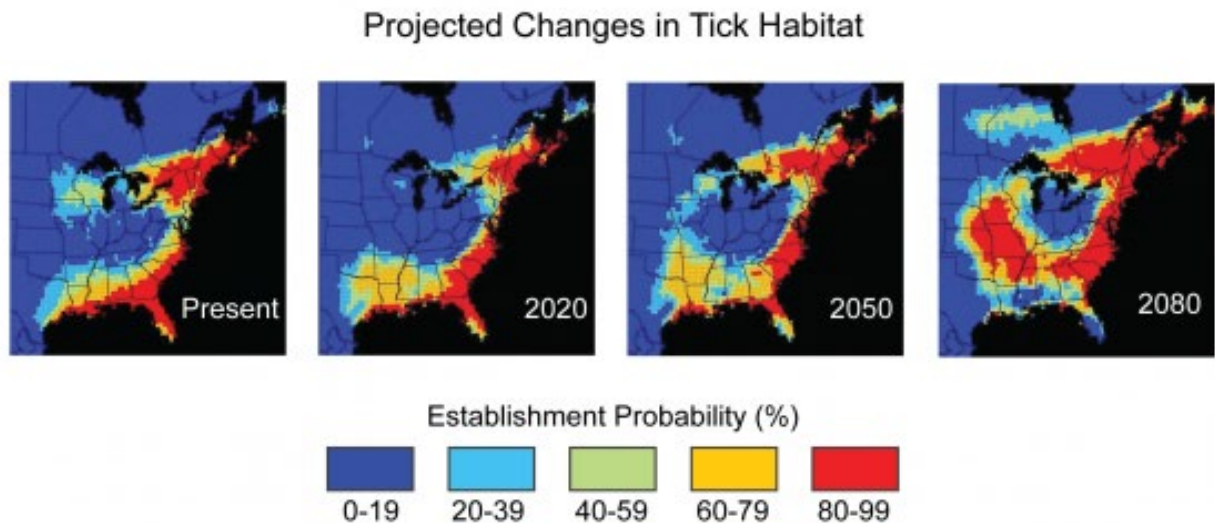 Projected Changes in Tick Habitat
Present
2020
2050
2080
Establishment Probability (%)
0-19
20-39
40-59
60-79
80-99